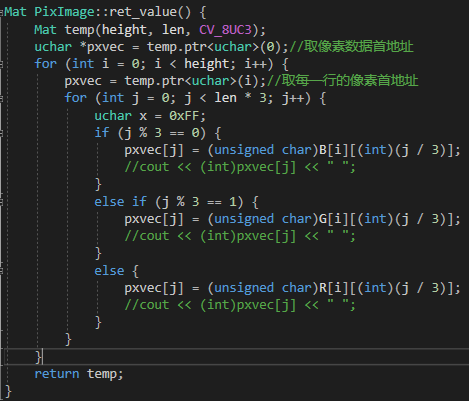 Mat PixImage::ret_value() {
    Mat temp(height, len, CV_8UC3);
    uchar *pxvec = temp.ptr<uchar>(0);//取像素数据首地址
    for (int i = 0; i < height; i++) {
        pxvec = temp.ptr<uchar>(i);//取每一行的像素首地址
        for (int j = 0; j < len * 3; j++) {
            uchar x = 0xFF;
            if (j % 3 == 0) {
                pxvec[j] = (unsigned char)B[i][(int)(j / 3)];
                //cout << (int)pxvec[j] << " ";
            }
            else if (j % 3 == 1) {
                pxvec[j] = (unsigned char)G[i][(int)(j / 3)];
                //cout << (int)pxvec[j] << " ";
            }
            else {
                pxvec[j] = (unsigned char)R[i][(int)(j / 3)];
                //cout << (int)pxvec[j] << " ";
            }
        }
    }
    return temp;
}